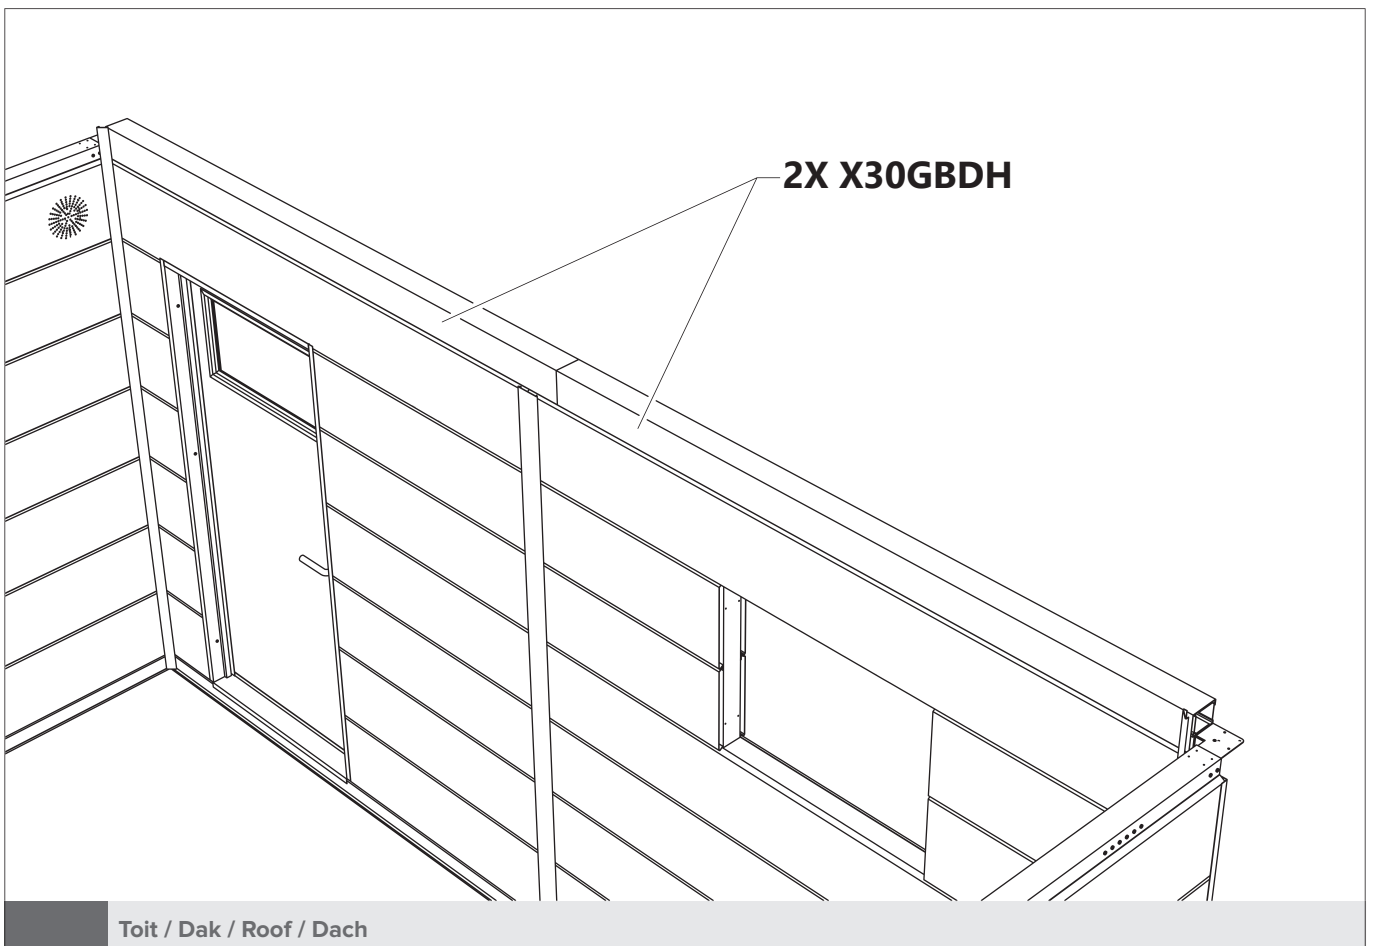 2X X30GBDH
Toit / Dak / Roof / Dach